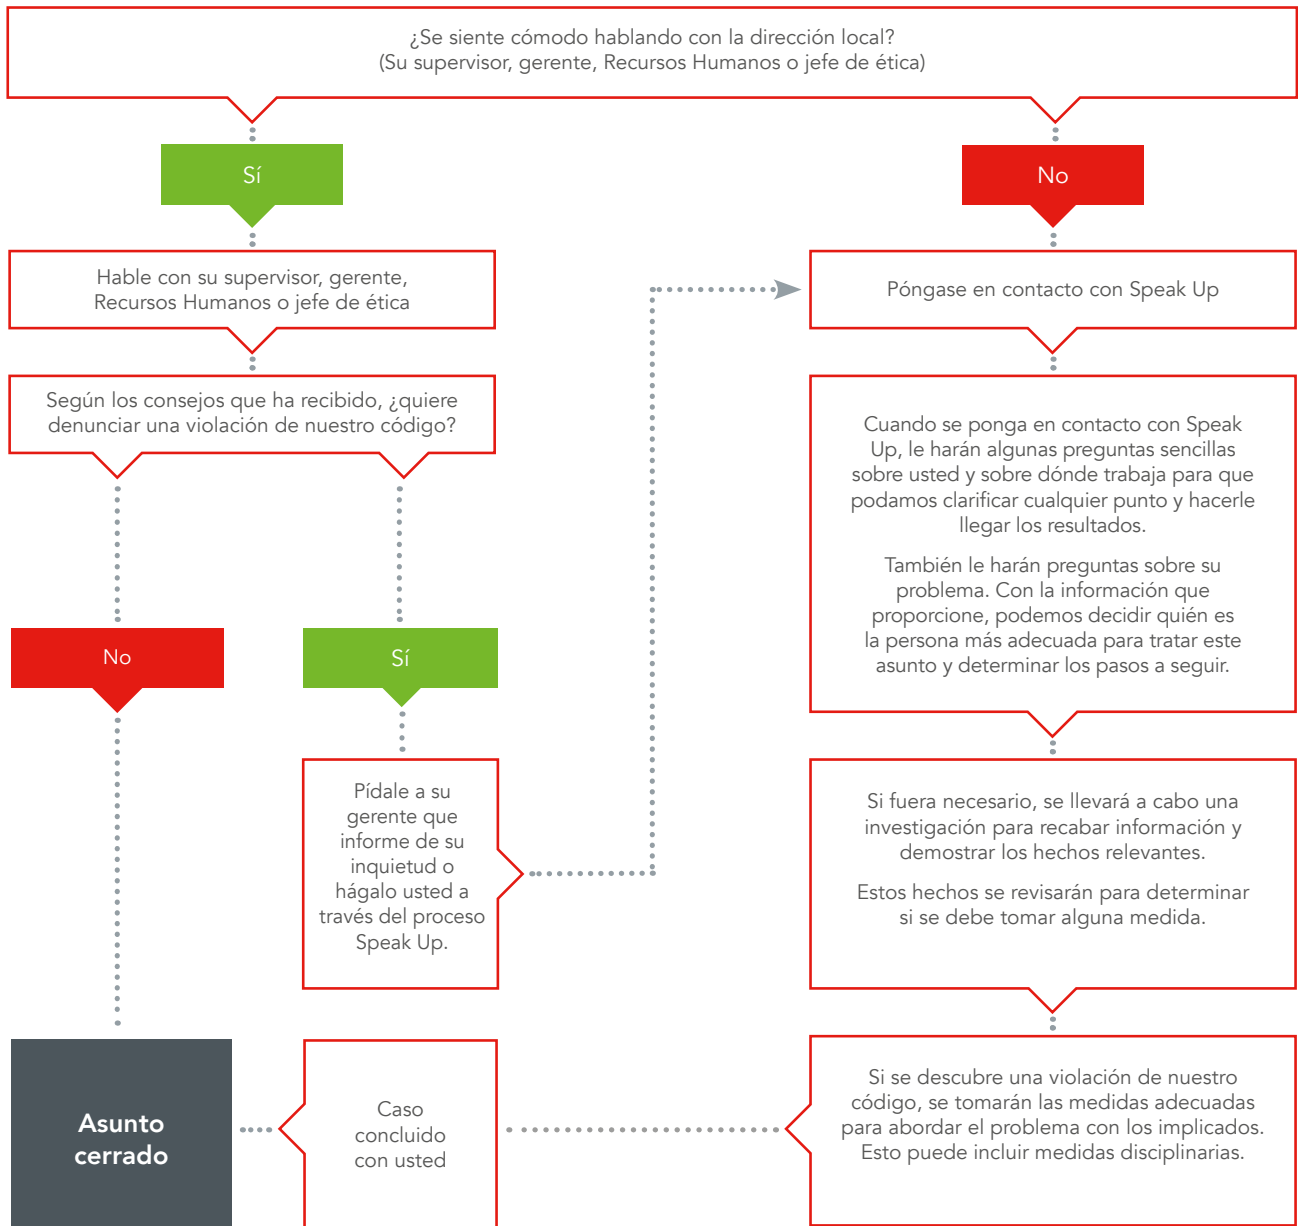 ¿Se siente cómodo hablando con la dirección local?
(Su supervisor, gerente, Recursos Humanos o jefe de ética)
Sí
No
Hable con su supervisor, gerente,
Recursos Humanos o jefe de ética
Póngase en contacto con Speak Up
Según los consejos que ha recibido, ¿quiere
denunciar una violación de nuestro código?
Cuando se ponga en contacto con Speak
Up, le harán algunas preguntas sencillas
sobre usted y sobre dónde trabaja para que
podamos clarificar cualquier punto y hacerle
llegar los resultados.
También le harán preguntas sobre su
problema. Con la información que
proporcione, podemos decidir quién es
la persona más adecuada para tratar este
asunto y determinar los pasos a seguir.
No
Sí
Pídale a su
gerente que
informe de su
inquietud o
hágalo usted a
través del proceso
Speak Up.
Si fuera necesario, se llevará a cabo una
investigación para recabar información y
demostrar los hechos relevantes.
Estos hechos se revisarán para determinar
si se debe tomar alguna medida.
Asunto
cerrado
Caso
concluido
con usted
Si se descubre una violación de nuestro
código, se tomarán las medidas adecuadas
para abordar el problema con los implicados.
Esto puede incluir medidas disciplinarias.